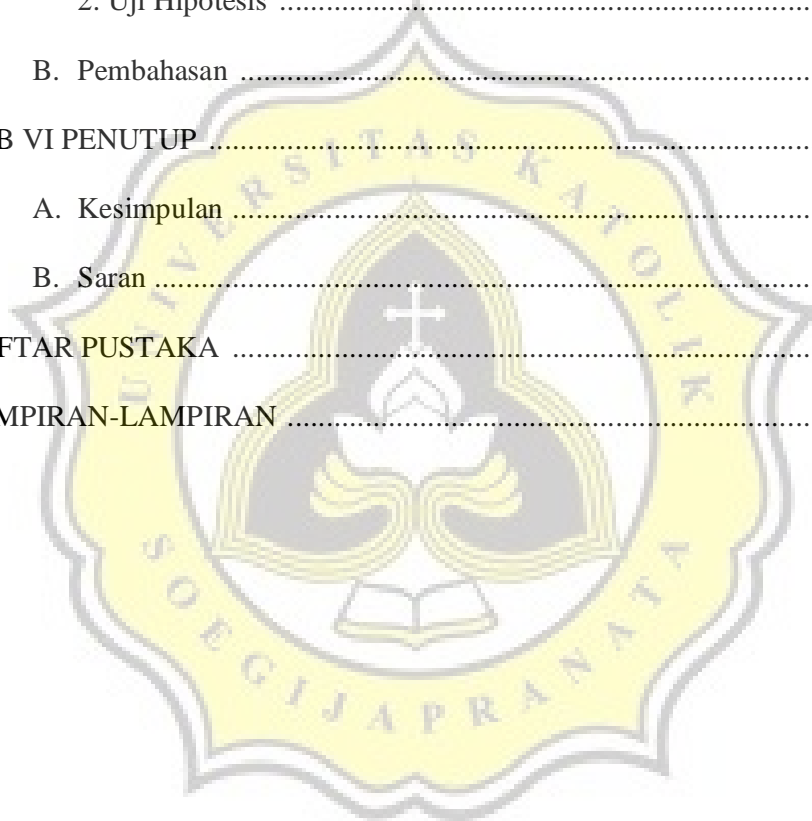 2. Uji Hipotesis ....................................................................................
B. Pembahasan ..........................................................................................
B VI PENUTUP ..............................................................................................
A. Kesimpulan ...........................................................................................
B. Saran .......................................................................................................
FTAR PUSTAKA ...........................................................................................
MPIRAN-LAMPIRAN ..................................................................................
UNIVERSITAS KATOLIK
SOEGIJAPRANATA